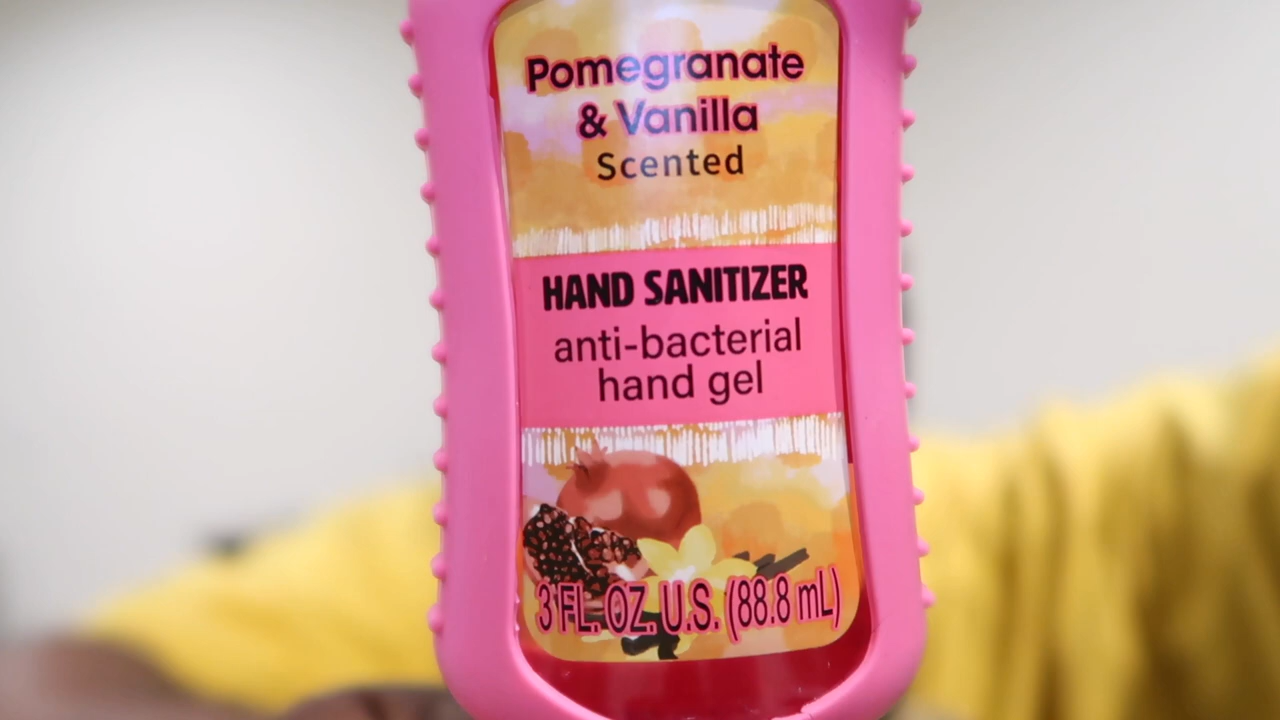 Pomegranate
& Vanilla
Scented
HAND SANITIZER
anti-bacterial
hand gel
3 FL. OZ. U.S. (88.8 mL)